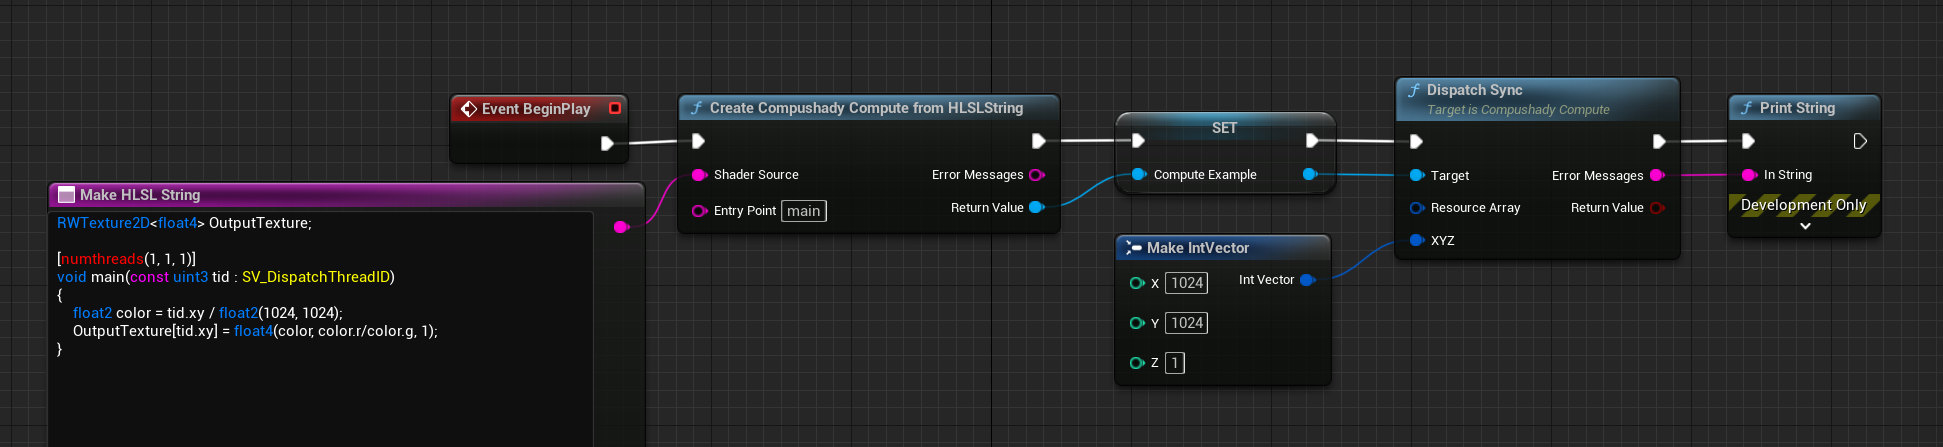 Event BeginPlay
Make HLSL String
RWTexture2D<float4> OutputTexture;
[numthreads(1, 1, 1)]
void main(const uint3 tid : SV_DispatchThreadID)
{
float2 color = tid.xy / float2(1024, 1024);
OutputTexture[tid.xy] = float4(color, color.r/color.g, 1);
}
f Create Compushady Compute from HLSLString
Shader Source
Error Messages
Entry Point main
Return Value
SET
Compute Example
Make IntVector
X 1024
Int Vector
Y 1024
Z 1
f Dispatch Sync
Target is Compushady Compute
Target
Error Messages
Resource Array
Return Value
XYZ
f Print String
In String
Development Only